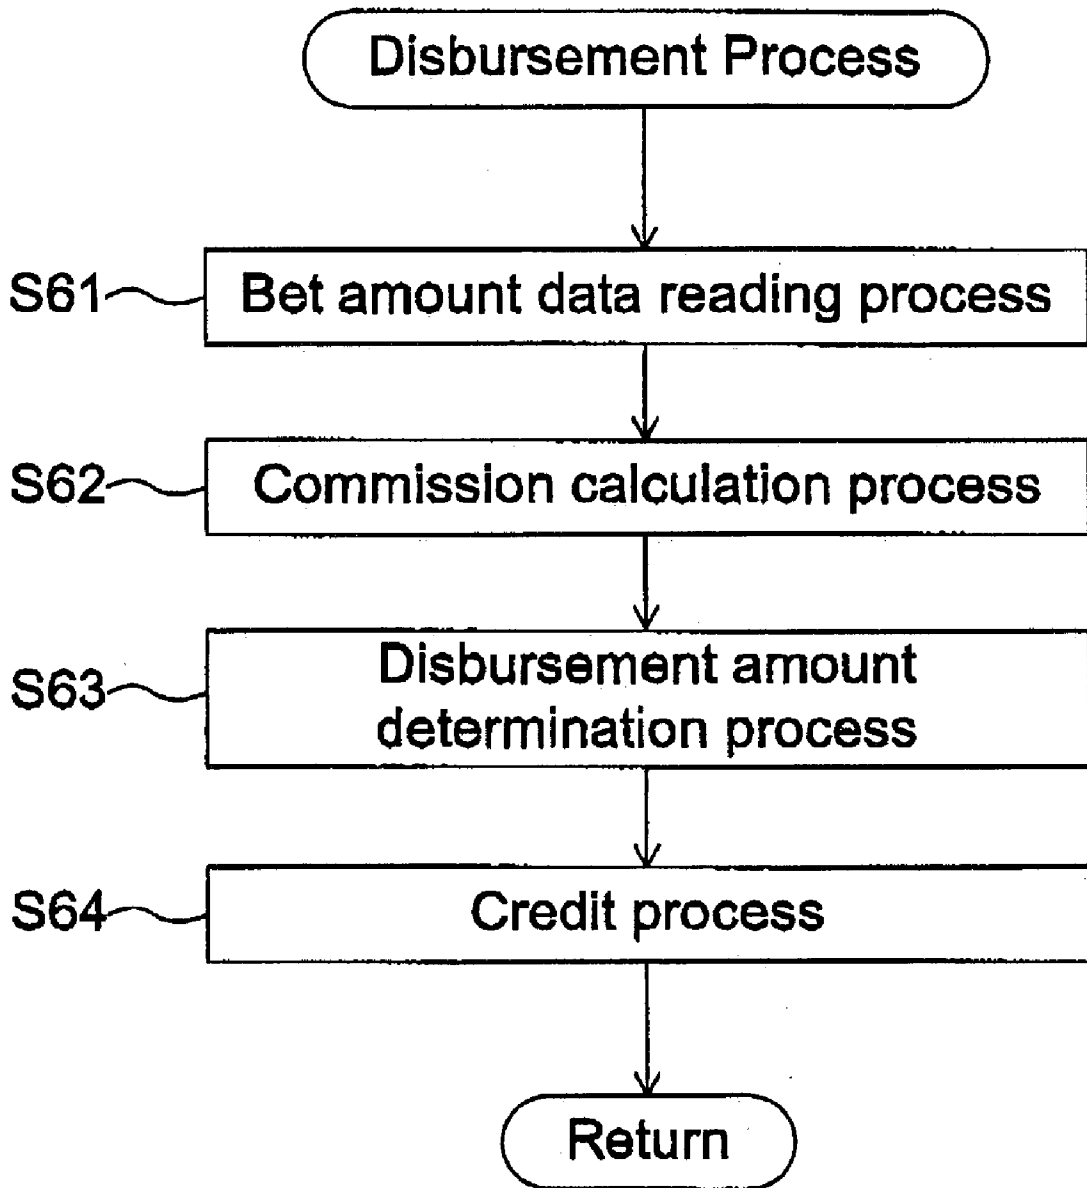 Disbursement Process
S61 Bet amount data reading process
S62 Commission calculation process
S63 Disbursement amount
determination process
S64 Credit process
Return